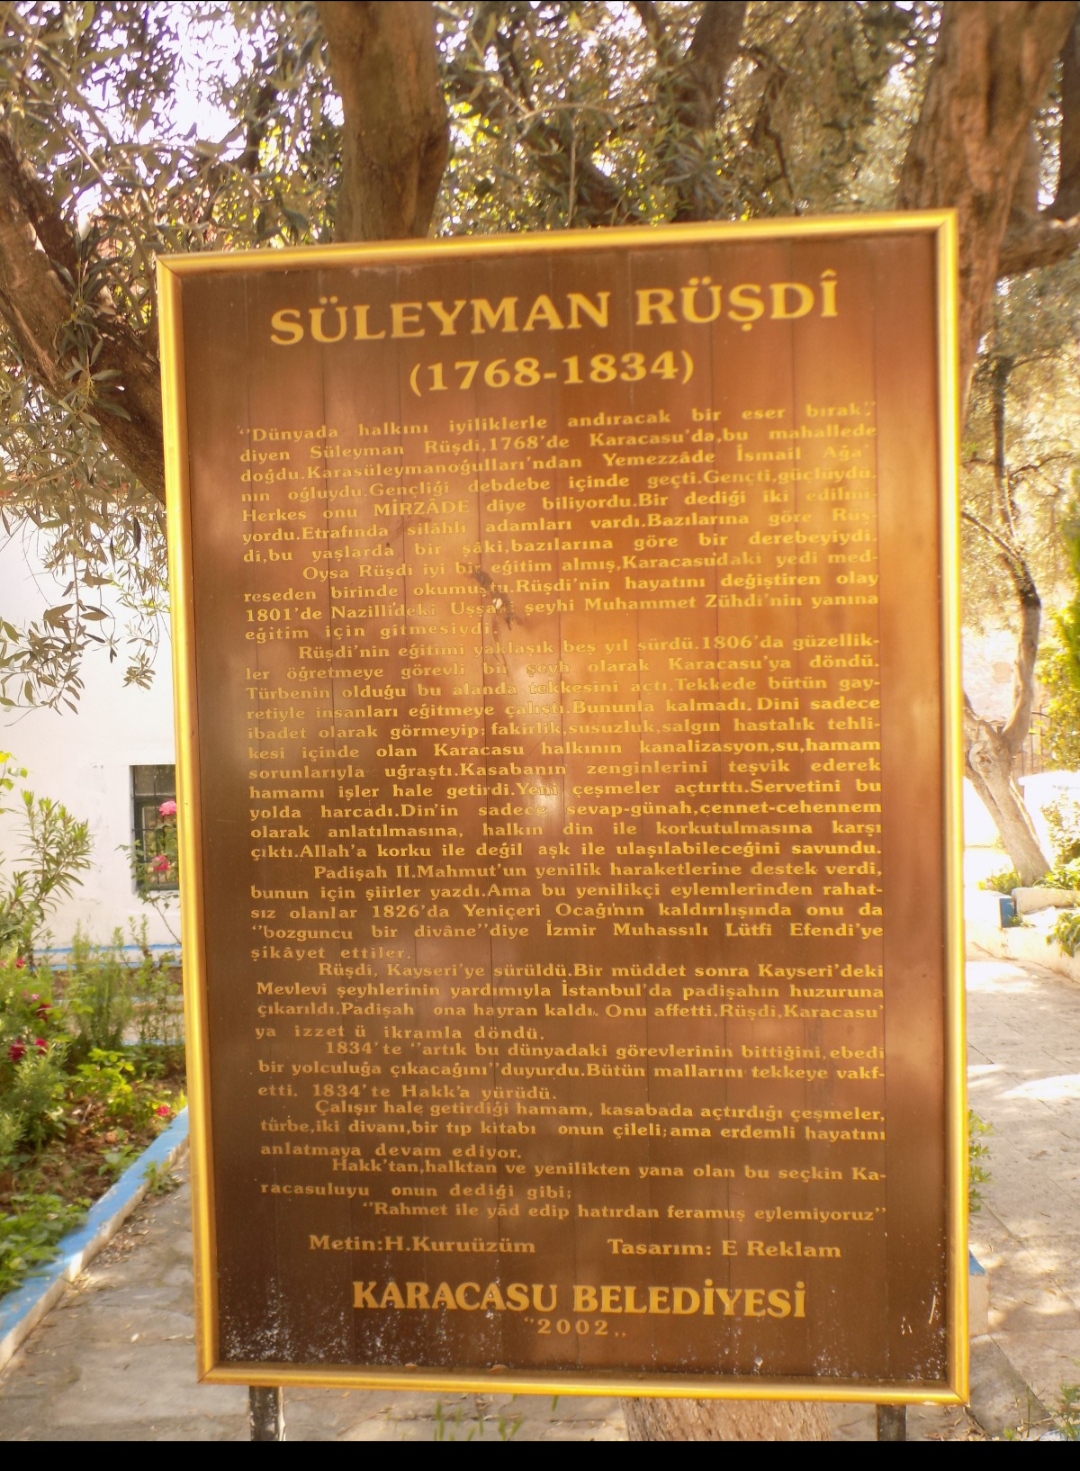 SÜLEYMAN RÜŞDÎ
(1768-1834)
"Dünyada halkını iyiliklerle andıracak bir eser bırak."
diyen Süleyman Rüşdi,1768'de Karacasu'da,bu mahallede
doğdu.Karasüleymanoğulları'ndan Yemezzâde İsmail Ağa'
nın oğluydu.Gençliği debdebe içinde geçti.Gençti,güçlüydü.
Herkes onu MİRZÂDE diye biliyordu.Bir dediği iki edilmi-
yordu.Etrafında silâhlı adamları vardı.Bazılarına göre Rüş-
di,bu yaşlarda bir şâki,bazılarına göre bir derebeyiydi.
Oysa Rüşdi iyi bir eğitim almış,Karacasu'daki yedi med-
reseden birinde okumuştu.Rüşdi'nin hayatını değiştiren olay
1801'de Nazilli'deki Uşşaki şeyhi Muhammet Zühdi'nin yanına
eğitim için gitmesiydi.
Rüşdi'nin eğitimi yaklaşık beş yıl sürdü.1806'da güzellik-
ler öğretmeye görevli bir şeyh olarak Karacasu'ya döndü.
Türbenin olduğu bu alanda tekkesini açtı.Tekkede bütün gay-
retiyle insanları eğitmeye çalıştı.Bununla kalmadı. Dini sadece
ibadet olarak görmeyip; fakirlik,susuzluk,salgın hastalık tehli-
kesi içinde olan Karacasu halkının kanalizasyon,su,hamam
sorunlarıyla uğraştı.Kasabanın zenginlerini teşvik ederek
hamamı işler hale getirdi.Yeni çeşmeler açtırttı.Servetini bu
yolda harcadı.Din'in sadece sevap-günah,cennet-cehennem
olarak anlatılmasına, halkın din ile korkutulmasına karşı
çıktı.Allah'a korku ile değil aşk ile ulaşılabileceğini savundu.
Padişah II.Mahmut'un yenilik haraketlerine destek verdi,
bunun için şiirler yazdı.Ama bu yenilikçi eylemlerinden rahat-
sız olanlar 1826'da Yeniçeri Ocağı'nın kaldırılışında onu da
"bozguncu bir divâne"diye İzmir Muhassılı Lütfi Efendi'ye
şikâyet ettiler.
Rüşdi, Kayseri'ye sürüldü.Bir müddet sonra Kayseri'deki
Mevlevi şeyhlerinin yardımıyla İstanbul'da padişahın huzuruna
çıkarıldı.Padişah ona hayran kaldı. Onu affetti.Rüşdi,Karacasu'
ya izzet ü ikramla döndü.
1834'te "artık bu dünyadaki görevlerinin bittiğini,ebedi
bir yolculuğa çıkacağını"duyurdu.Bütün mallarını tekkeye vakf-
etti. 1834'te Hakk'a yürüdü.
Çalışır hale getirdiği hamam, kasabada açtırdığı çeşmeler,
türbe,iki divanı,bir tıp kitabı onun çileli;ama erdemli hayatını
anlatmaya devam ediyor.
Hakk'tan,halktan ve yenilikten yana olan bu seçkin Ka-
racasuluyu onun dediği gibi;
"Rahmet ile yâd edip hatırdan feramuş eylemiyoruz"
Metin:H.Kuruüzüm Tasarım: E Reklam
KARACASU BELEDİYESİ
"2002"